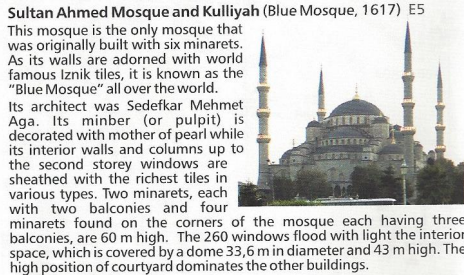 Sultan Ahmed Mosque and Kulliyah (Blue Mosque, 1617) E5
This mosque is the only mosque that
was originally built with six minarets.
As its walls are adorned with world
famous Iznik tiles, it is known as the
“Blue Mosque” all over the world.
Its architect was Sedefkar Mehmet
Aga. Its minber (or pulpit) is
decorated with mother of pearl while
its interior walls and columns up to
the second storey windows are
sheathed with the richest tiles in
various types. Two minarets, each
with two balconies and four
minarets found on the corners of the mosque each having three
balconies, are 60 m high. The 260 windows flood with light the interior
space, which is covered by a dome 33,6 m in diameter and 43 m high. The
high position of courtyard dominates the other buildings.